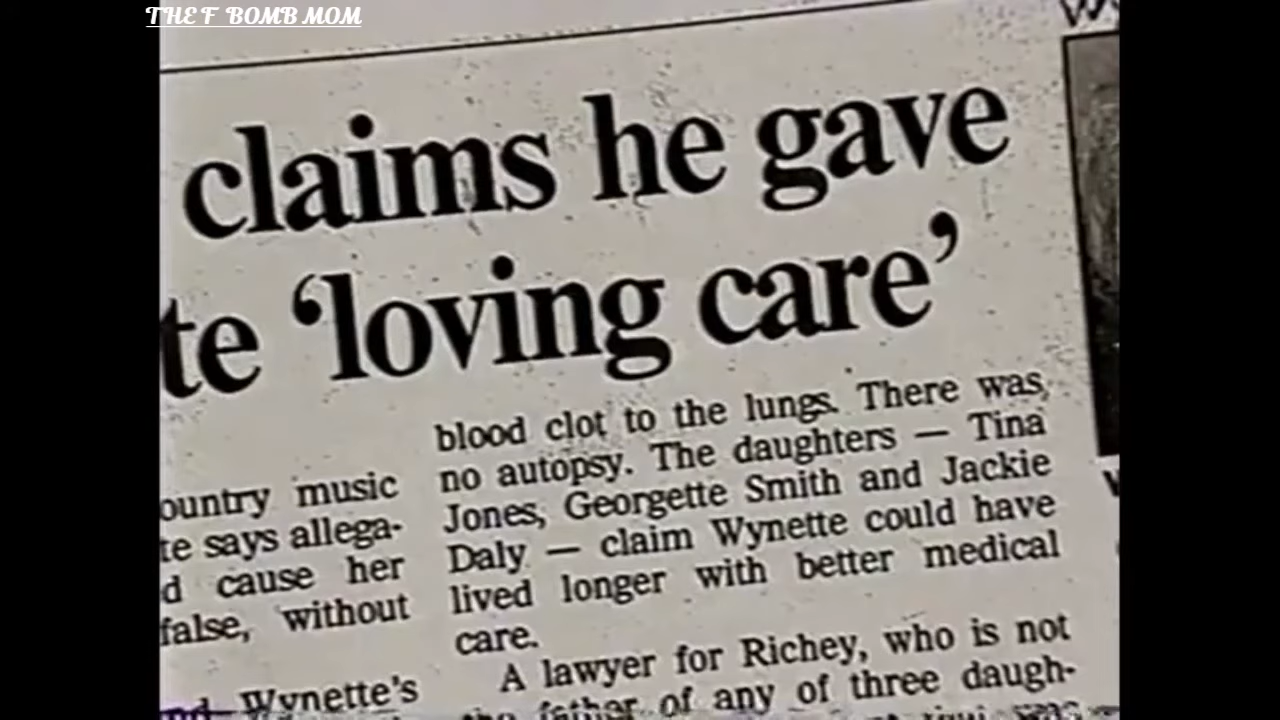 THE F BOMB MOM
claims he gave
te ‘loving care’
ountry music
te says allega-
d cause her
false, without
nd Wynette's
blood clot to the lungs. There was
no autopsy. The daughters — Tina
Jones, Georgette Smith and Jackie
Daly — claim Wynette could have
lived longer with better medical
care.
A lawyer for Richey, who is not
the father of any of three daugh-